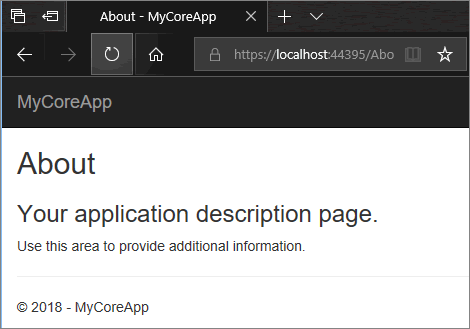 About - MyCoreApp
https://localhost:44395/Abo
MyCoreApp
About
Your application description page.
Use this area to provide additional information.
© 2018 - MyCoreApp